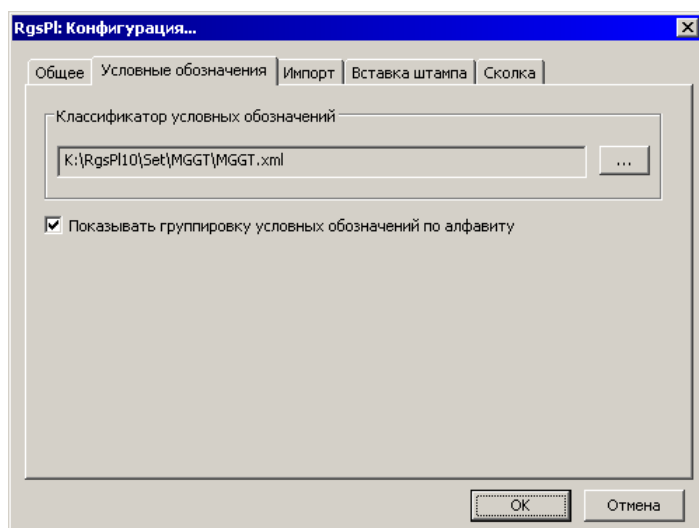 RgsPl: Конфигурация...
Общее Условные обозначения Импорт Вставка штампа Сколка
Классификатор условных обозначений
K:\RgsPl10\Set\MGGT\MGGT.xml ...
Показывать группировку условных обозначений по алфавиту
OK Отмена